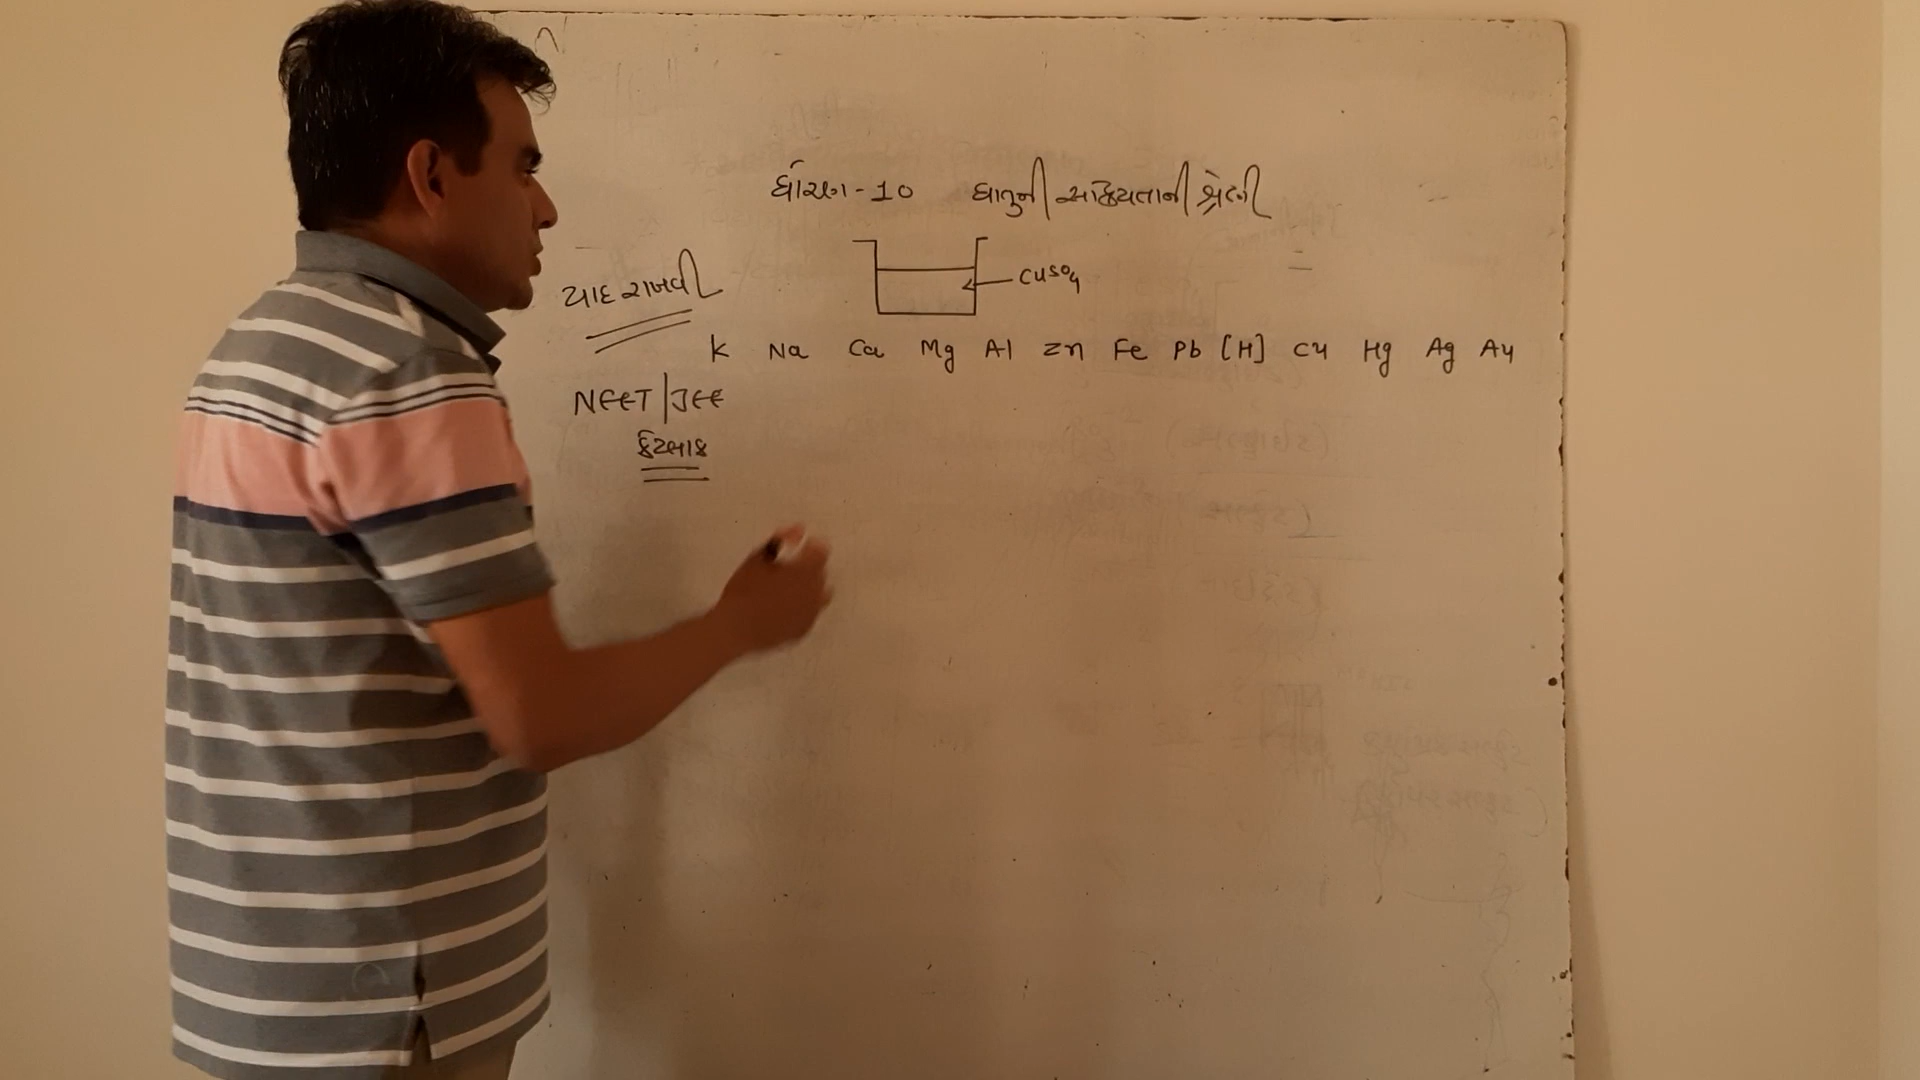 ધોરણ-10 ધાતુની સક્રિયતાની શ્રેણી
યાદ રાખવી
CuSO4
K Na Ca Mg Al Zn Fe Pb [H] Cu Hg Ag Au
NEET|JEE